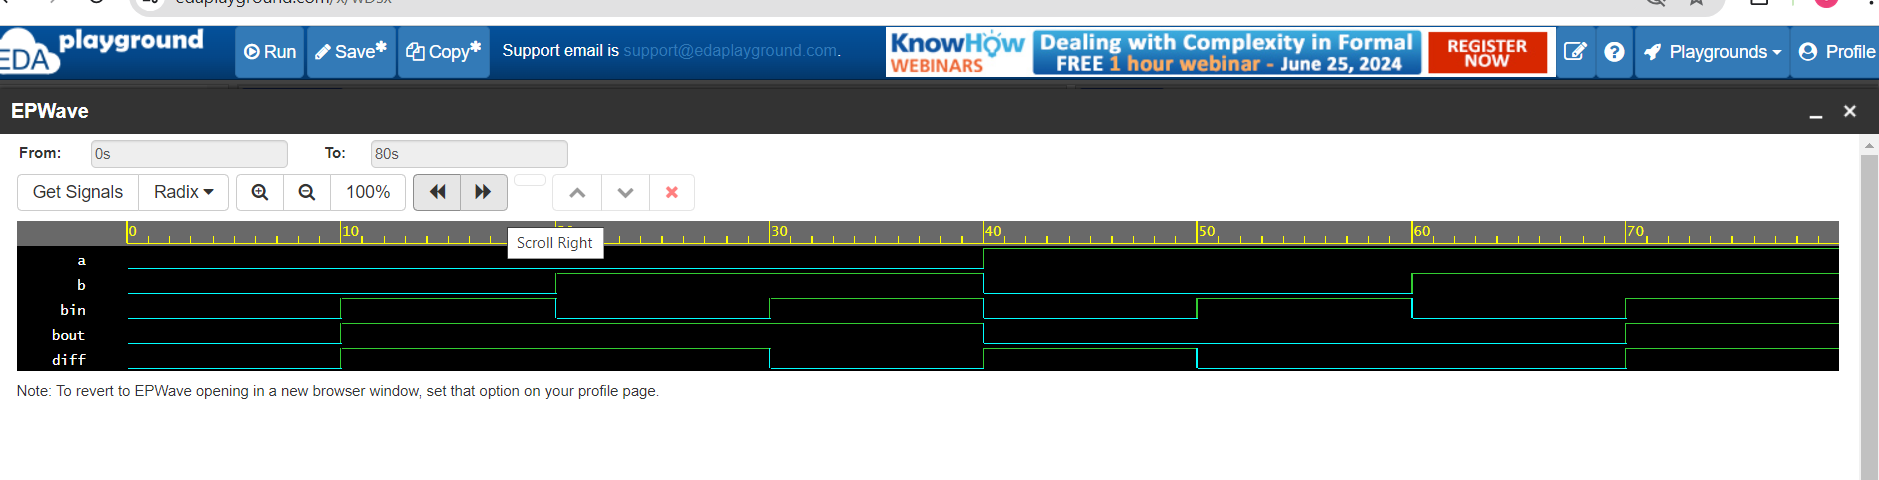 edaplayground.com/x/wDsx
EDA playground
Run Save* Copy* Support email is support@edaplayground.com.
KnowHow WEBINARS
Dealing with Complexity in Formal
FREE 1 hour webinar - June 25, 2024
REGISTER NOW
Playgrounds Profile
EPWave
From: 0s To: 80s
Get Signals Radix 100%
Scroll Right
0 10 30 40 50 60 70
a
b
bin
bout
diff
Note: To revert to EPWave opening in a new browser window, set that option on your profile page.